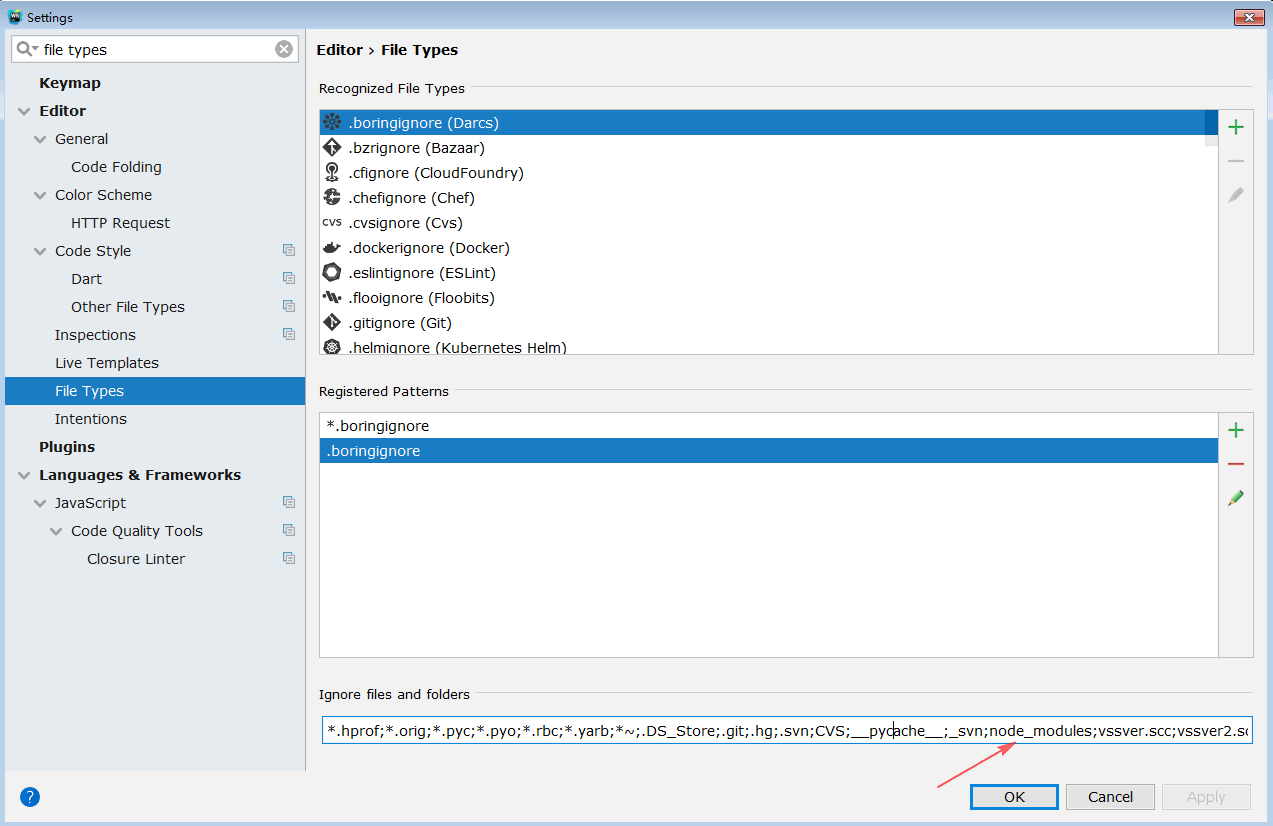 Settings
file types
Keymap
Editor
General
Code Folding
Color Scheme
HTTP Request
Code Style
Dart
Other File Types
Inspections
Live Templates
File Types
Intentions
Plugins
Languages & Frameworks
JavaScript
Code Quality Tools
Closure Linter
Editor › File Types
Recognized File Types
.boringignore (Darcs)
.bzrignore (Bazaar)
.cfignore (CloudFoundry)
.chefignore (Chef)
CVS .cvsignore (Cvs)
.dockerignore (Docker)
.eslintignore (ESLint)
.flooignore (Floobits)
.gitignore (Git)
.helmignore (Kubernetes Helm)
Registered Patterns
*.boringignore
.boringignore
Ignore files and folders
*.hprof;*.orig;*.pyc;*.pyo;*.rbc;*.yarb;*~;.DS_Store;.git;.hg;.svn;CVS;__pycache__;_svn;node_modules;vssver.scc;vssver2.sc
?
OK
Cancel
Apply